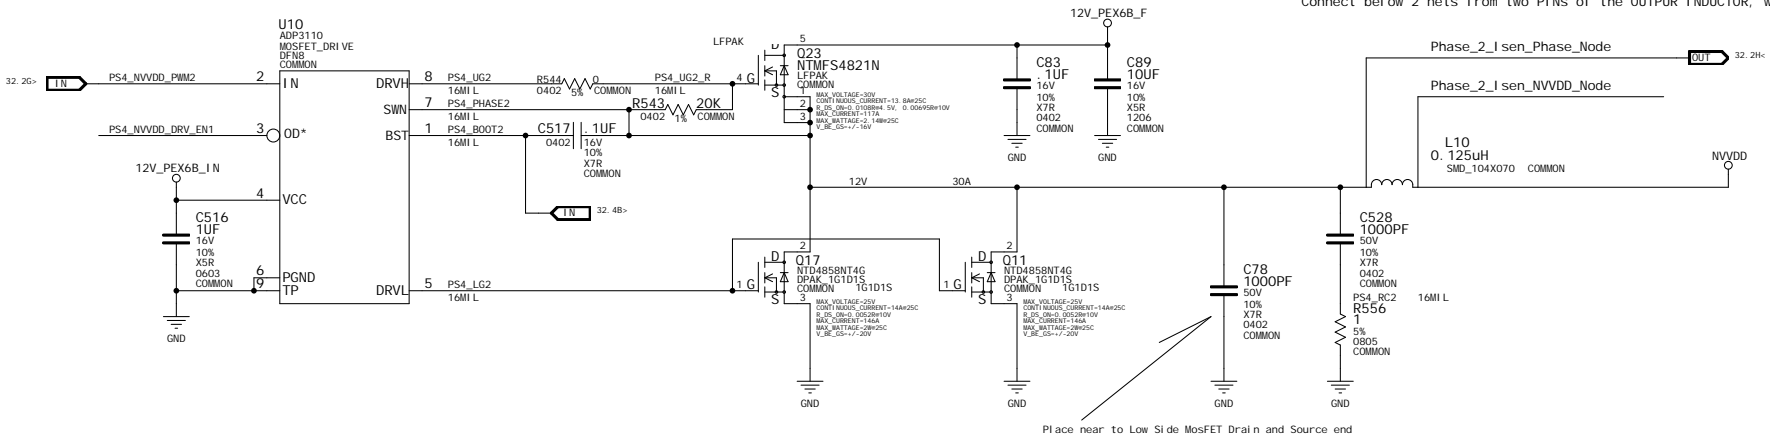 Connect below 2 nets from two PINs of the OUTPUR INDUCTOR, W
12V_PEX6B_F
U10
ADP3110
MOSFET_DRIVE
DFN8
COMMON
LFPAK
D 5
Q23
NTMFS4821N
LFPAK
COMMON
4 G
S
1
2
3
MAX_VOLTAGE=30V
CONTINUOUS_CURRENT=13.8A@25C
R_DS_ON=0.0108R@4.5V, 0.00695R@10V
MAX_CURRENT=117A
MAX_WATTAGE=2.14W@25C
V_BE_GS=+/-16V
C83
.1UF
16V
10%
X7R
0402
COMMON
GND
C89
10UF
16V
10%
X5R
1206
COMMON
GND
Phase_2_Isen_Phase_Node
OUT 32.2H<
Phase_2_Isen_NVVDD_Node
32.2G> IN PS4_NVVDD_PWM2 2 IN
DRVH 8 PS4_UG2
16MIL
R544 0
0402 5% COMMON
PS4_UG2_R
16MIL
SWN 7 PS4_PHASE2
16MIL
R543 20K
0402 1% COMMON
PS4_NVVDD_DRV_EN1 3 OD*
BST 1 PS4_BOOT2
16MIL
C517 .1UF
0402 16V
10%
X7R
COMMON
L10
0.125uH
SMD_104X070 COMMON
NVVDD
12V_PEX6B_IN
12V 30A
4 VCC
IN 32.4B>
C516
1UF
16V
10%
X5R
0603
COMMON
GND
6 PGND
9 TP
DRVL 5 PS4_LG2
16MIL
2
D
Q17
NTD4858NT4G
DPAK_1G1D1S
COMMON 1G1D1S
1 G
S
3
MAX_VOLTAGE=25V
CONTINUOUS_CURRENT=14A@25C
R_DS_ON=0.0052R@10V
MAX_CURRENT=146A
MAX_WATTAGE=2W@25C
V_BE_GS=+/-20V
GND
2
D
Q11
NTD4858NT4G
DPAK_1G1D1S
COMMON 1G1D1S
1 G
S
3
MAX_VOLTAGE=25V
CONTINUOUS_CURRENT=14A@25C
R_DS_ON=0.0052R@10V
MAX_CURRENT=146A
MAX_WATTAGE=2W@25C
V_BE_GS=+/-20V
GND
C78
1000PF
50V
10%
X7R
0402
COMMON
GND
C528
1000PF
50V
10%
X7R
0402
COMMON
PS4_RC2 16MIL
R556
1
5%
0805
COMMON
GND
Place near to Low Side MosFET Drain and Source end